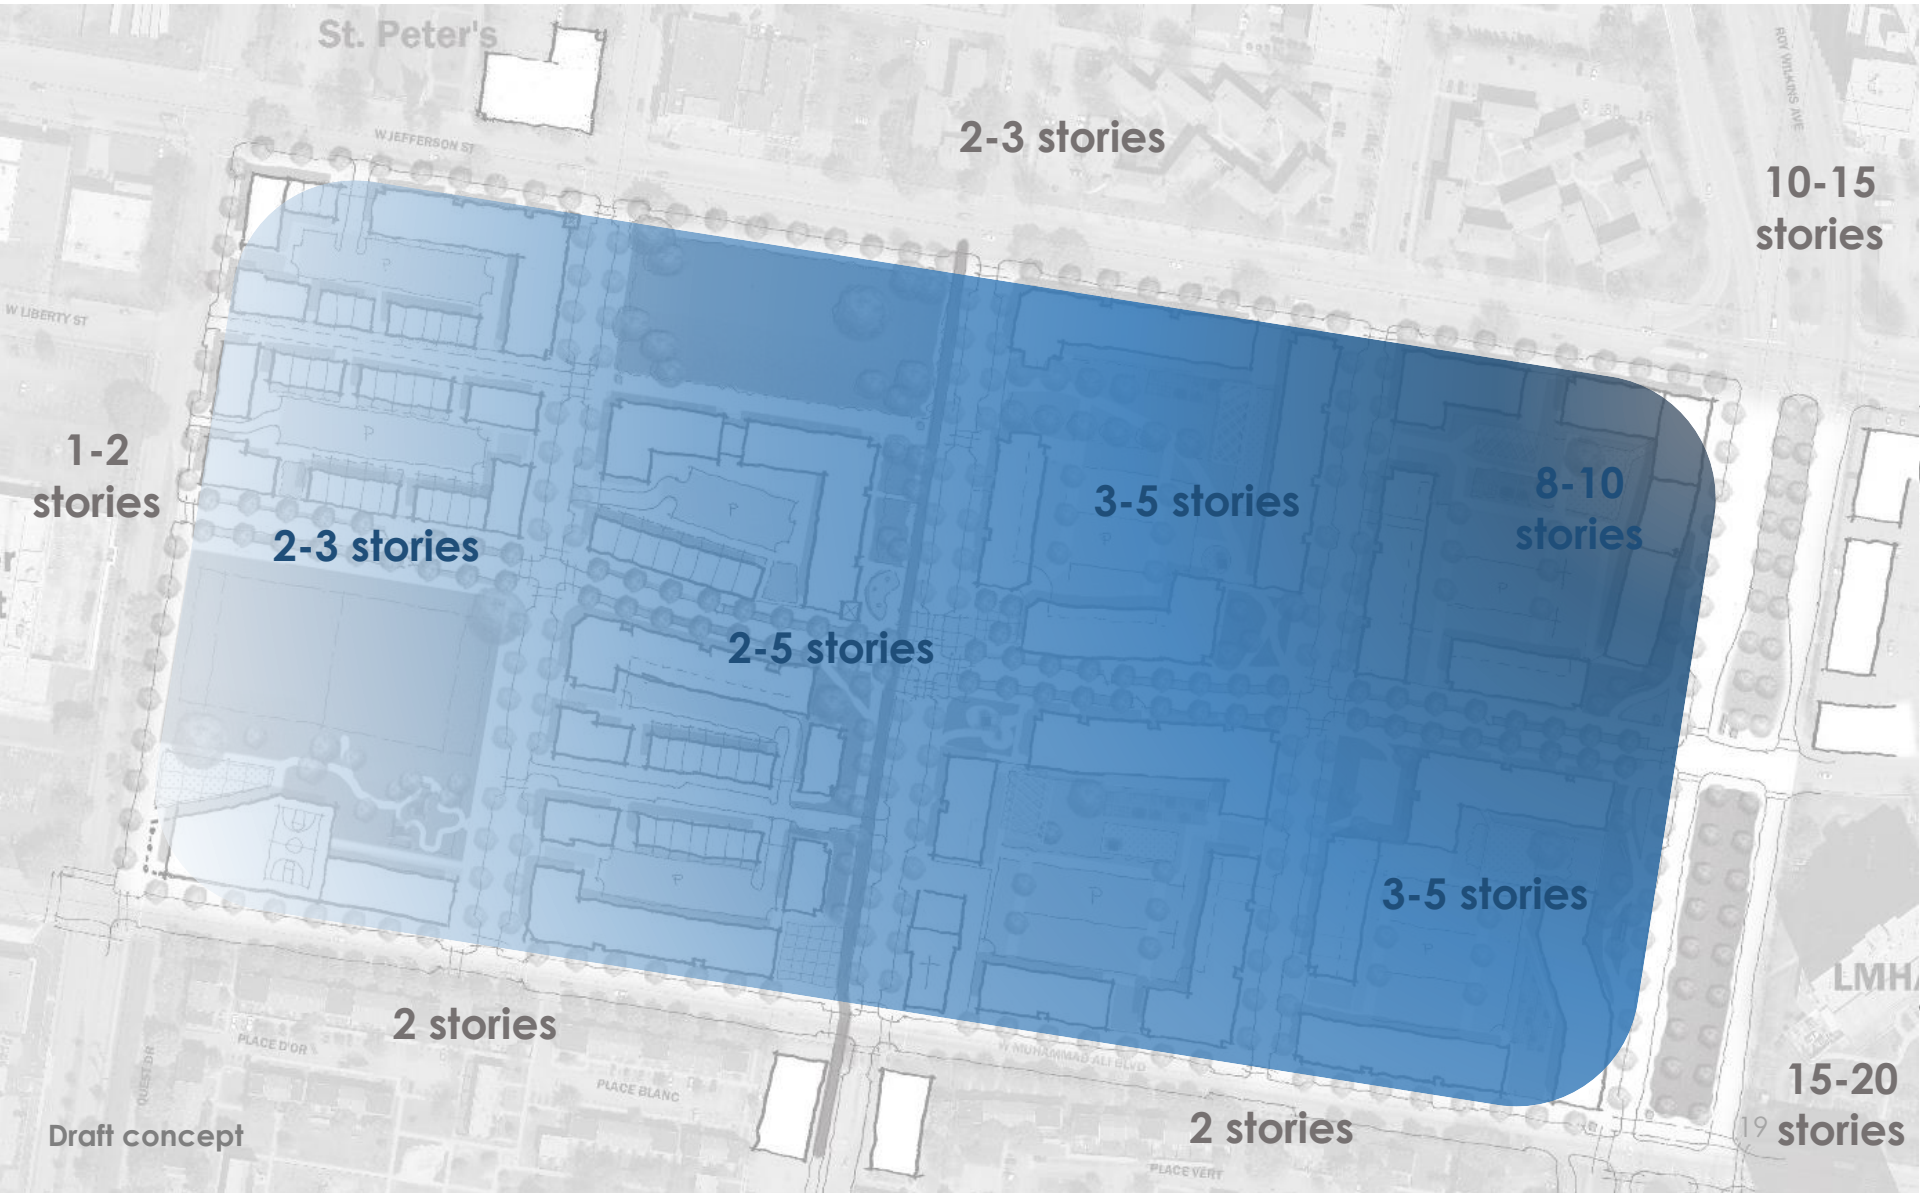 St. Peter's
ROY WILKINS AVE
W JEFFERSON ST
2-3 stories
10-15
stories
P
W LIBERTY ST
P
1-2
stories
3-5 stories
8-10
stories
P
P
2-3 stories
P
2-5 stories
P
P
3-5 stories
P
LMHA
2 stories
PLACE D'OR
QUEST DR
W MUHAMMAD ALI BLVD
PLACE BLANC
15-20
stories
2 stories
Draft concept
19
PLACE VERT